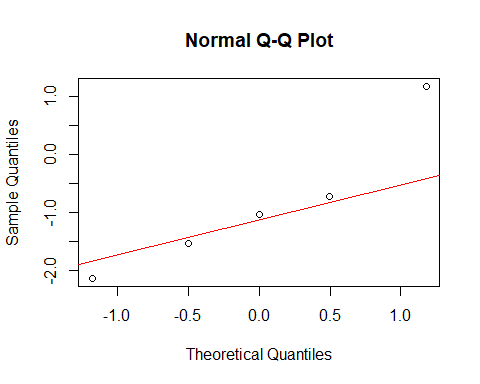 Normal Q-Q Plot
Sample Quantiles
1.0
0.0
-1.0
-2.0
-1.0 -0.5 0.0 0.5 1.0
Theoretical Quantiles